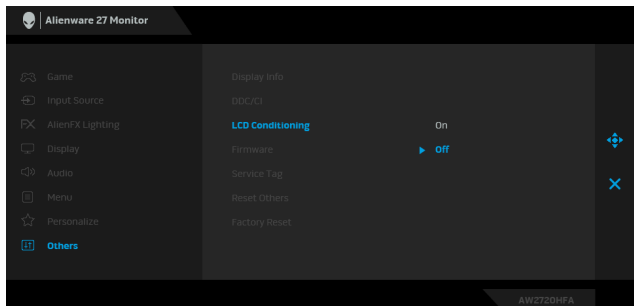 Alienware 27 Monitor
Game
Display Info
Input Source
DDC/CI
AlienFX Lighting
LCD Conditioning
On
Display
Firmware
Off
Audio
Service Tag
Menu
Reset Others
Personalize
Factory Reset
Others
AW2720HFA